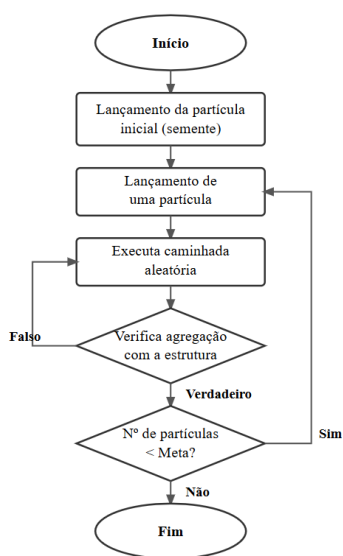 Início
Lançamento da partícula
inicial (semente)
Lançamento de
uma partícula
Executa caminhada
aleatória
Falso
Verifica agregação
com a estrutura
Verdadeiro
Nº de partículas
< Meta?
Sim
Não
Fim